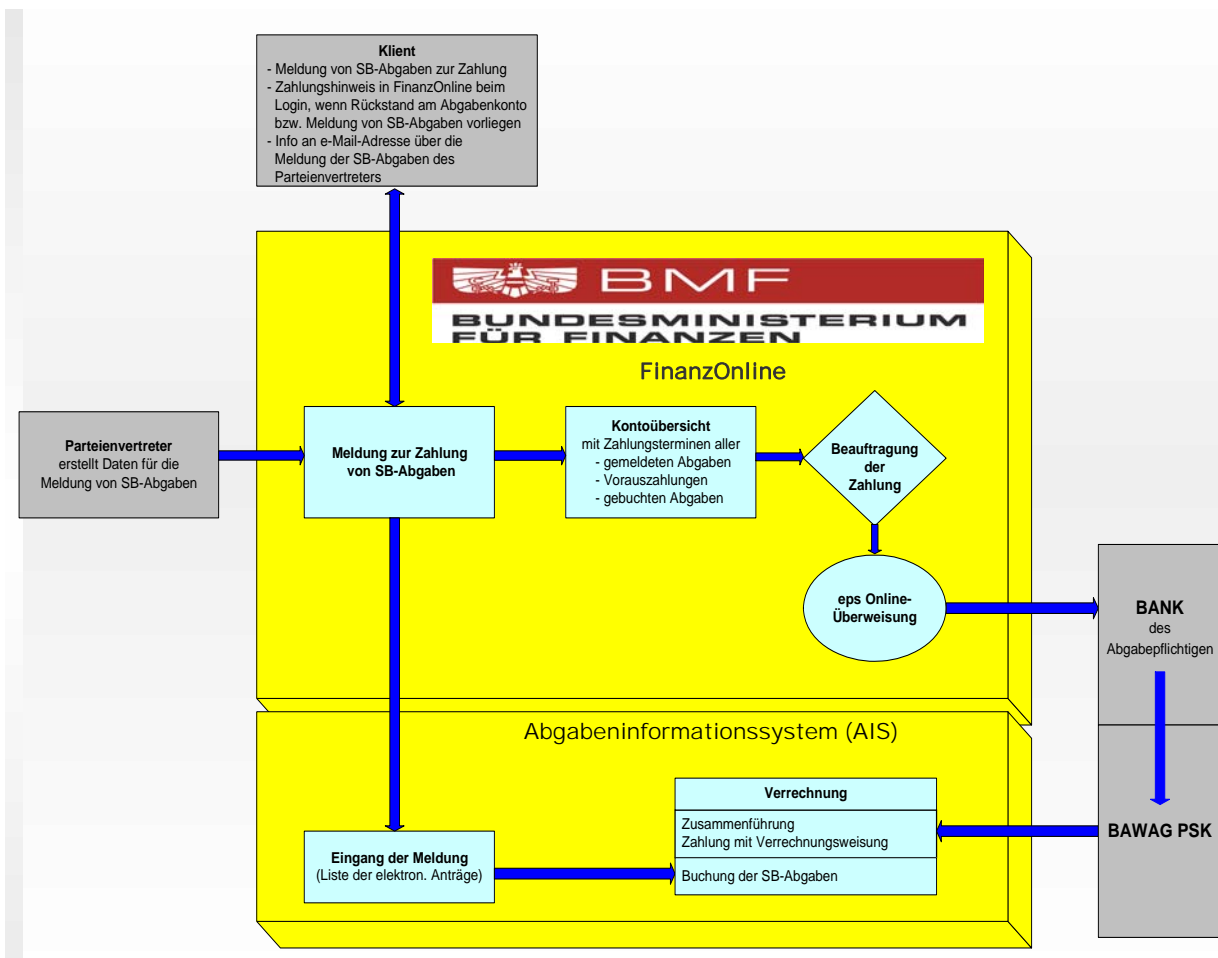 Klient
- Meldung von SB-Abgaben zur Zahlung
- Zahlungshinweis in FinanzOnline beim
Login, wenn Rückstand am Abgabenkonto
bzw. Meldung von SB-Abgaben vorliegen
- Info an e-Mail-Adresse über die
Meldung der SB-Abgaben des
Parteienvertreters
BMF
BUNDESMINISTERIUM
FÜR FINANZEN
FinanzOnline
Parteienvertreter
erstellt Daten für die
Meldung von SB-Abgaben
Meldung zur Zahlung
von SB-Abgaben
Kontoübersicht
mit Zahlungsterminen aller
- gemeldeten Abgaben
- Vorauszahlungen
- gebuchten Abgaben
Beauftragung
der
Zahlung
eps Online-
Überweisung
BANK
des
Abgabepflichtigen
Abgabeninformationssystem (AIS)
Verrechnung
Zusammenführung
Zahlung mit Verrechnungsweisung
Buchung der SB-Abgaben
BAWAG PSK
Eingang der Meldung
(Liste der elektron. Anträge)